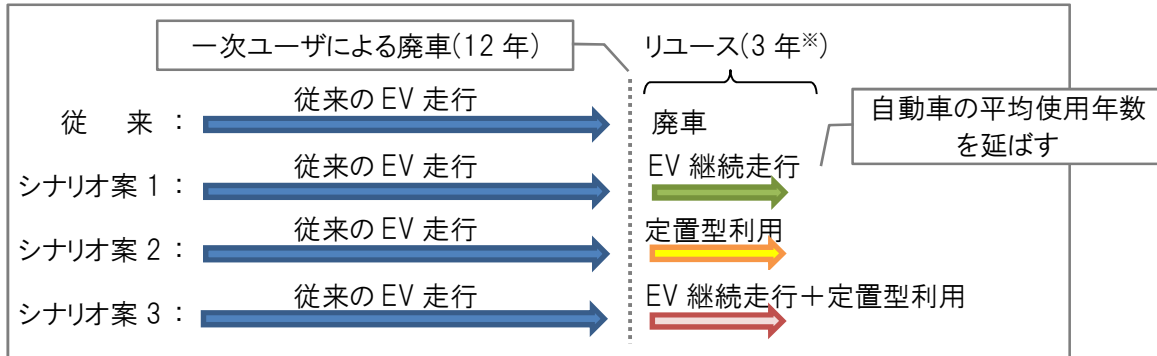 一次ユーザによる廃車(12年)
リユース(3年※)
従来のEV走行
従 来 :
廃車
自動車の平均使用年数
を延ばす
従来のEV走行
EV継続走行
シナリオ案1 :
従来のEV走行
定置型利用
シナリオ案2 :
従来のEV走行
EV継続走行+定置型利用
シナリオ案3 :